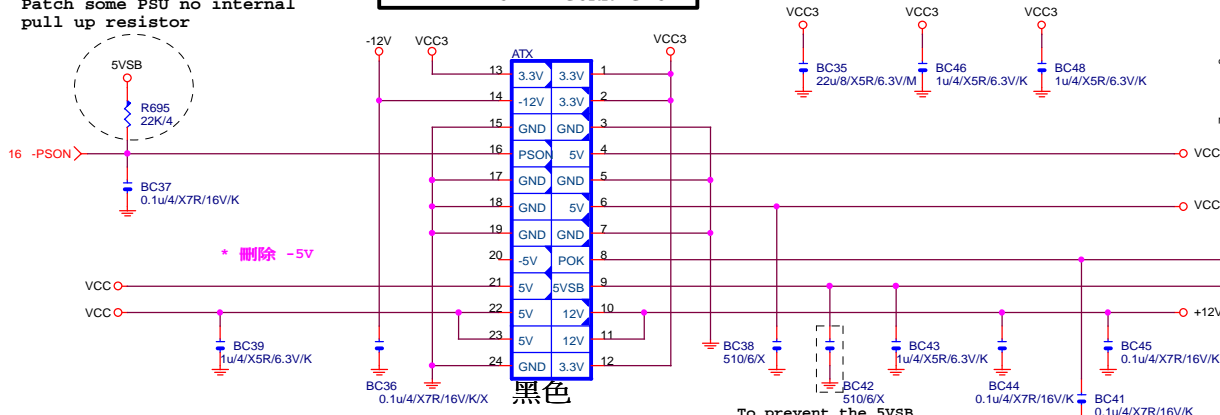 Patch some PSU no internal
pull up resistor
5VSB
R695
22K/4
16 -PSON
BC37
0.1u/4/X7R/16V/K
* 刪除 -5V
VCC
VCC
BC39
1u/4/X5R/6.3V/K
-12V
VCC3
BC36
0.1u/4/X7R/16V/K/X
ATX
VCC3
13 3.3V 3.3V 1
14 -12V 3.3V 2
15 GND GND 3
16 PSON 5V 4
17 GND GND 5
18 GND 5V 6
19 GND GND 7
20 -5V POK 8
21 5V 5VSB 9
22 5V 12V 10
23 5V 12V 11
24 GND 3.3V 12
黑色
VCC3
BC35
22u/8/X5R/6.3V/M
VCC3
BC46
1u/4/X5R/6.3V/K
VCC3
BC48
1u/4/X5R/6.3V/K
VCC
VCC
+12V
BC38
510/6/X
BC42
510/6/X
BC43
1u/4/X5R/6.3V/K
BC44
0.1u/4/X7R/16V/K
BC45
0.1u/4/X7R/16V/K
BC41
0.1u/4/X7R/16V/K
To prevent the 5VSB